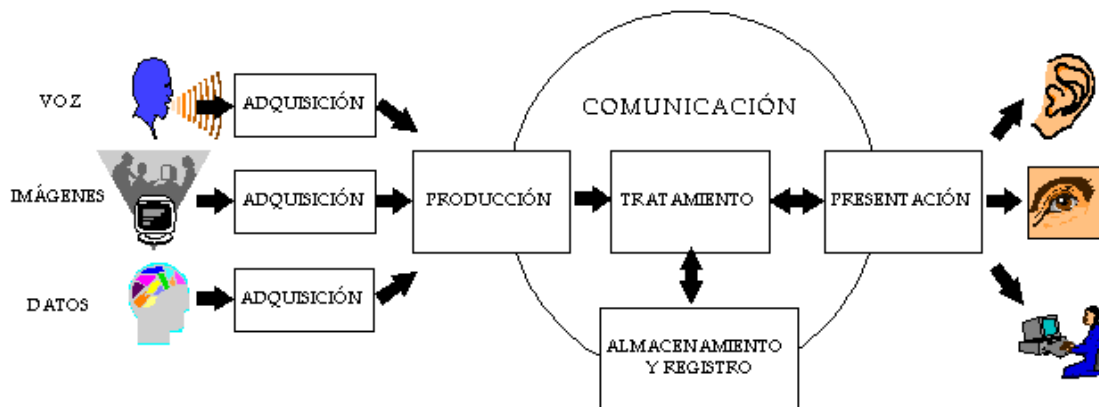 COMUNICACIÓN
VOZ
ADQUISICIÓN
IMÁGENES
ADQUISICIÓN
PRODUCCIÓN
TRATAMIENTO
PRESENTACIÓN
DATOS
ADQUISICIÓN
ALMACENAMIENTO
Y REGISTRO